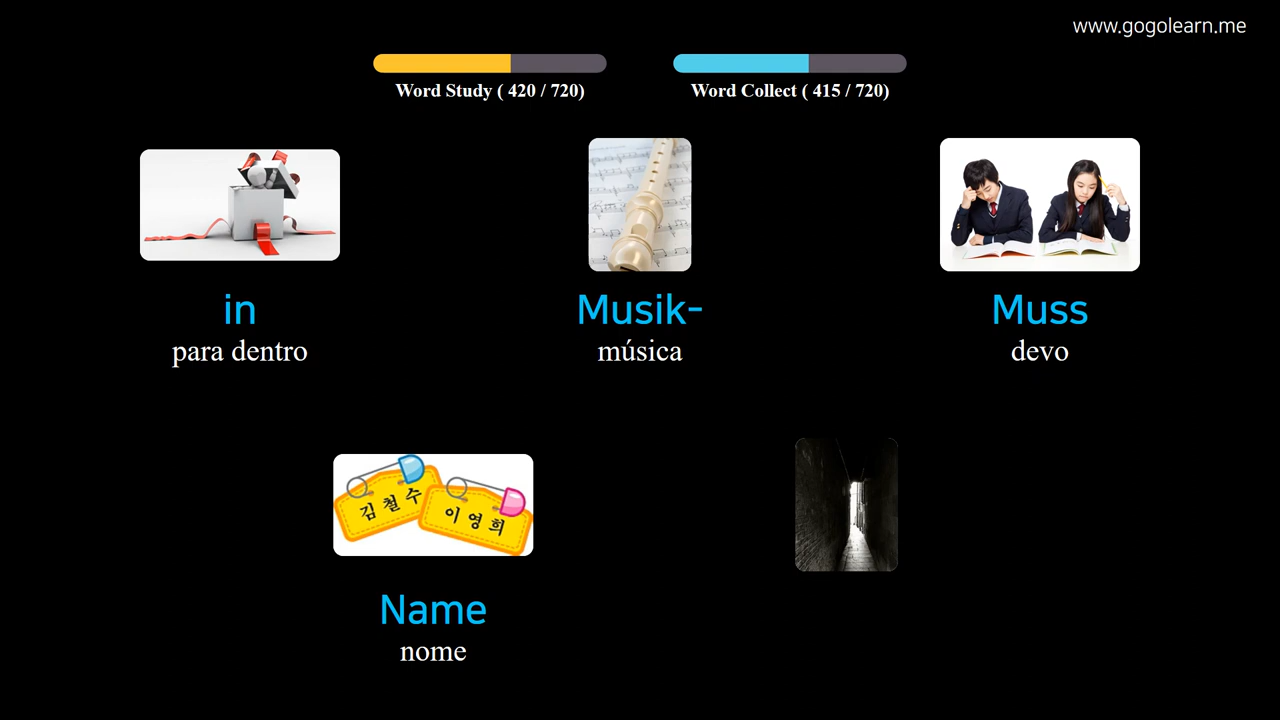 www.gogolearn.me
Word Study ( 420 / 720)
Word Collect ( 415 / 720)
in
para dentro
Musik-
música
Muss
devo
김철수
이영희
Name
nome